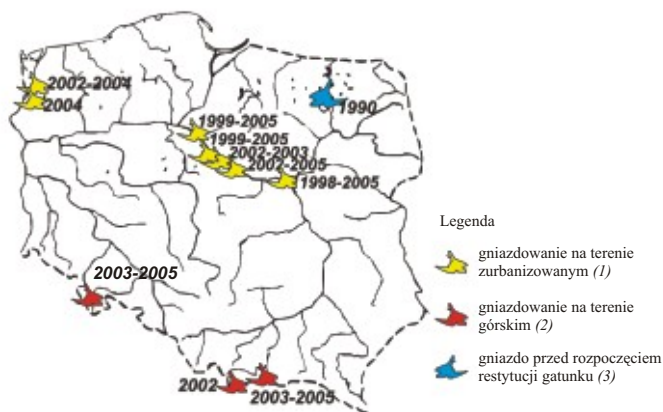 2002-2004
2004
1990
1999-2005
1999-2005
2002-2003
2002-2005
1998-2005
2003-2005
2002
2003-2005
Legenda
gniazdowanie na terenie
zurbanizowanym (1)
gniazdowanie na terenie
górskim (2)
gniazdo przed rozpoczęciem
restytucji gatunku (3)